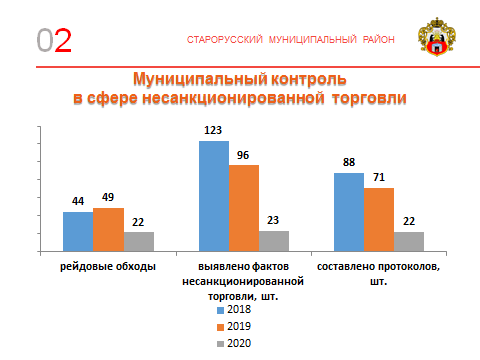 02
СТАРОРУССКИЙ МУНИЦИПАЛЬНЫЙ РАЙОН
Муниципальный контроль
в сфере несанкционированной торговли
44
49
22
123
96
23
88
71
22
рейдовые обходы
выявлено фактов
несанкционированной
торговли, шт.
составлено протоколов,
шт.
2018
2019
2020